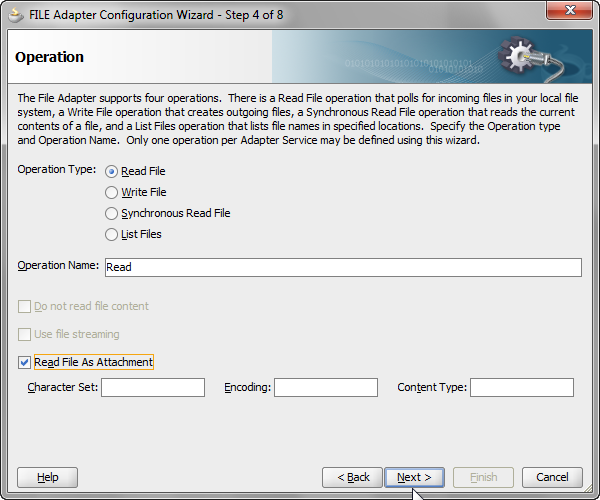 FILE Adapter Configuration Wizard - Step 4 of 8
Operation
The File Adapter supports four operations. There is a Read File operation that polls for incoming files in your local file
system, a Write File operation that creates outgoing files, a Synchronous Read File operation that reads the current
contents of a file, and a List Files operation that lists file names in specified locations. Specify the Operation type
and Operation Name. Only one operation per Adapter Service may be defined using this wizard.
Operation Type: Read File
Write File
Synchronous Read File
List Files
Operation Name: Read
Do not read file content
Use file streaming
Read File As Attachment
Character Set: Encoding: Content Type:
Help < Back Next > Finish Cancel